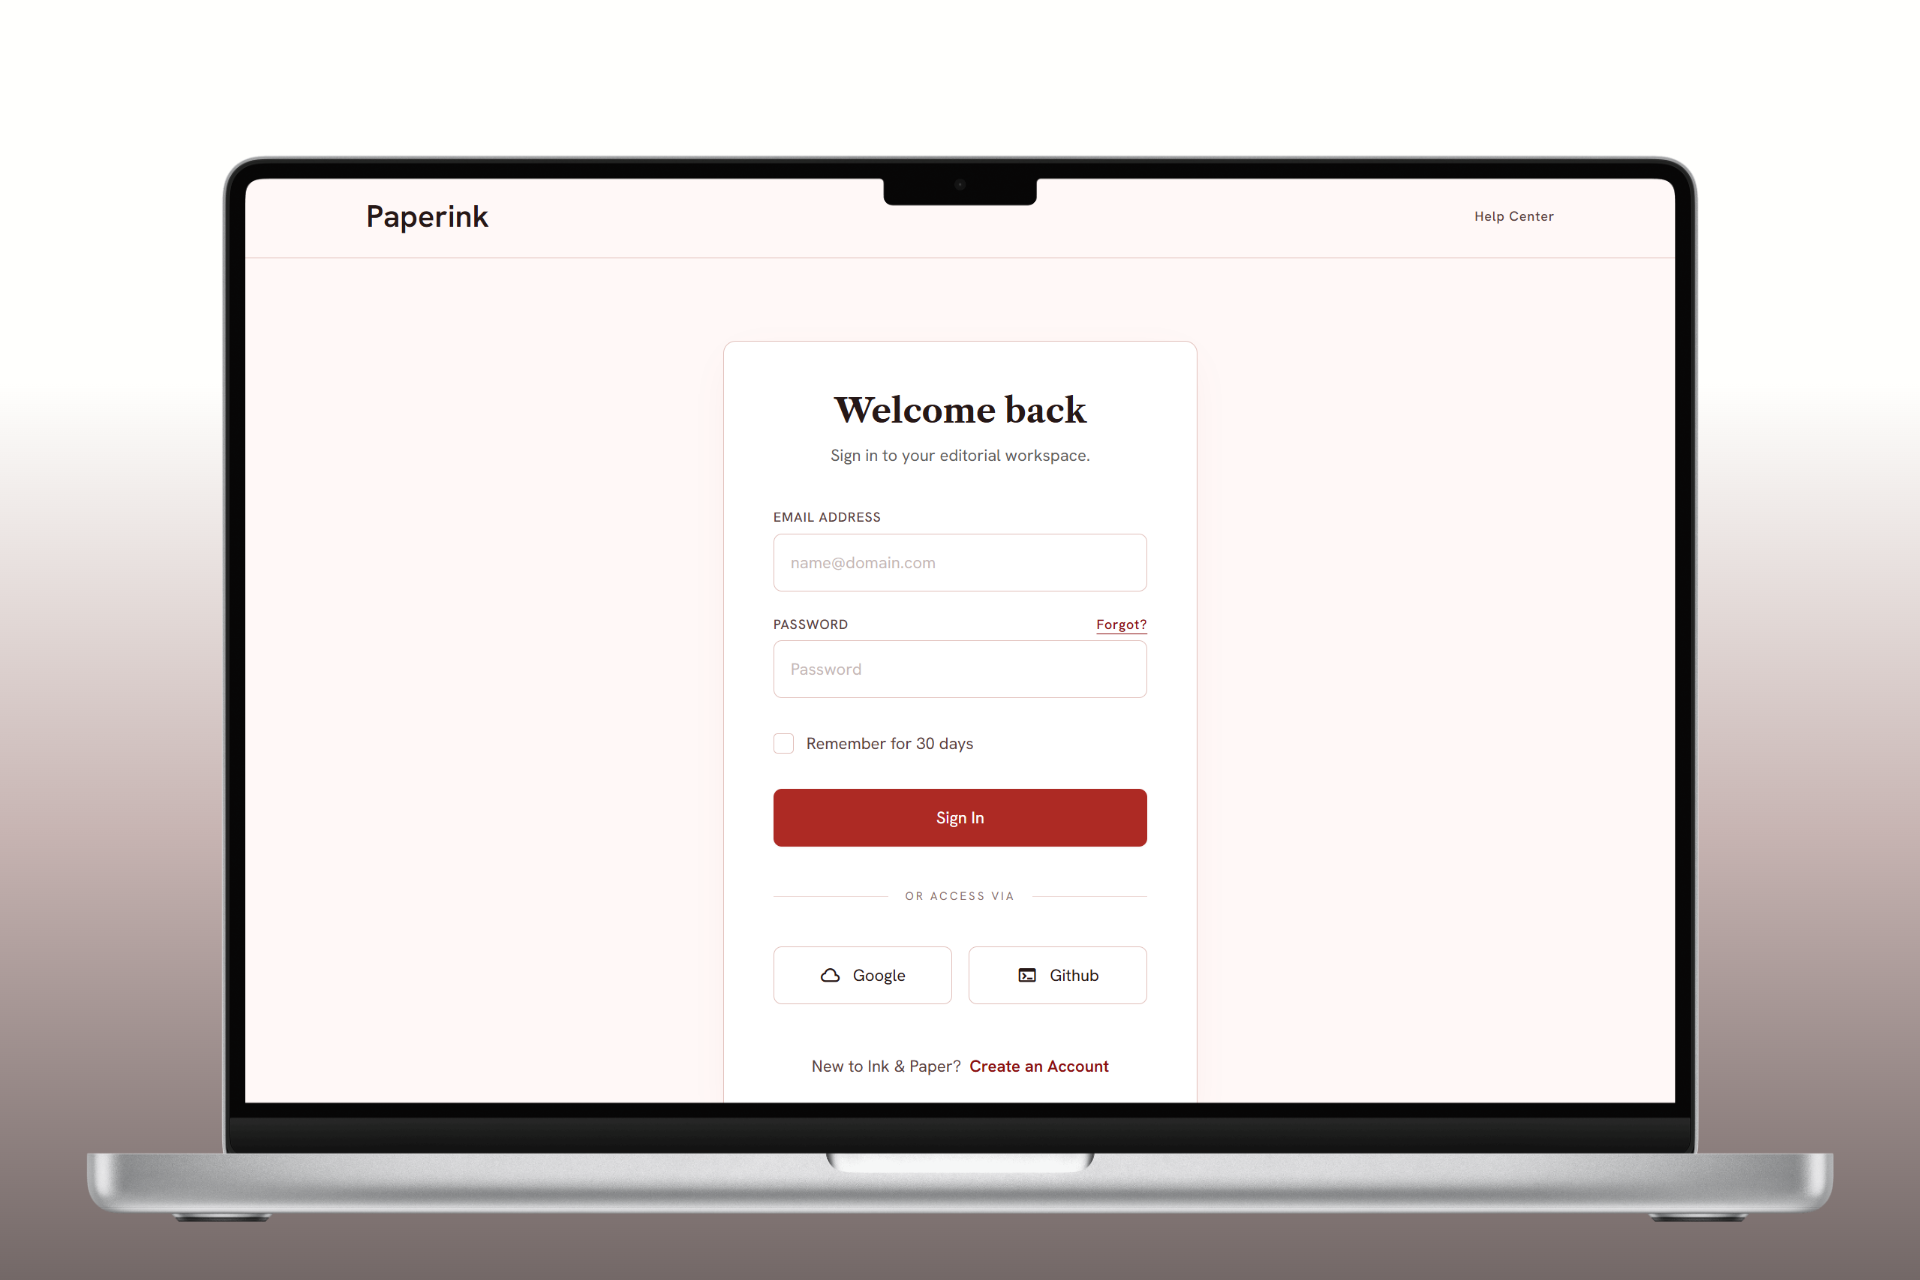 Paperink
Help Center
Welcome back
Sign in to your editorial workspace.
EMAIL ADDRESS
name@domain.com
PASSWORD
Forgot?
Password
Remember for 30 days
Sign In
OR ACCESS VIA
Google
Github
New to Ink & Paper? Create an Account